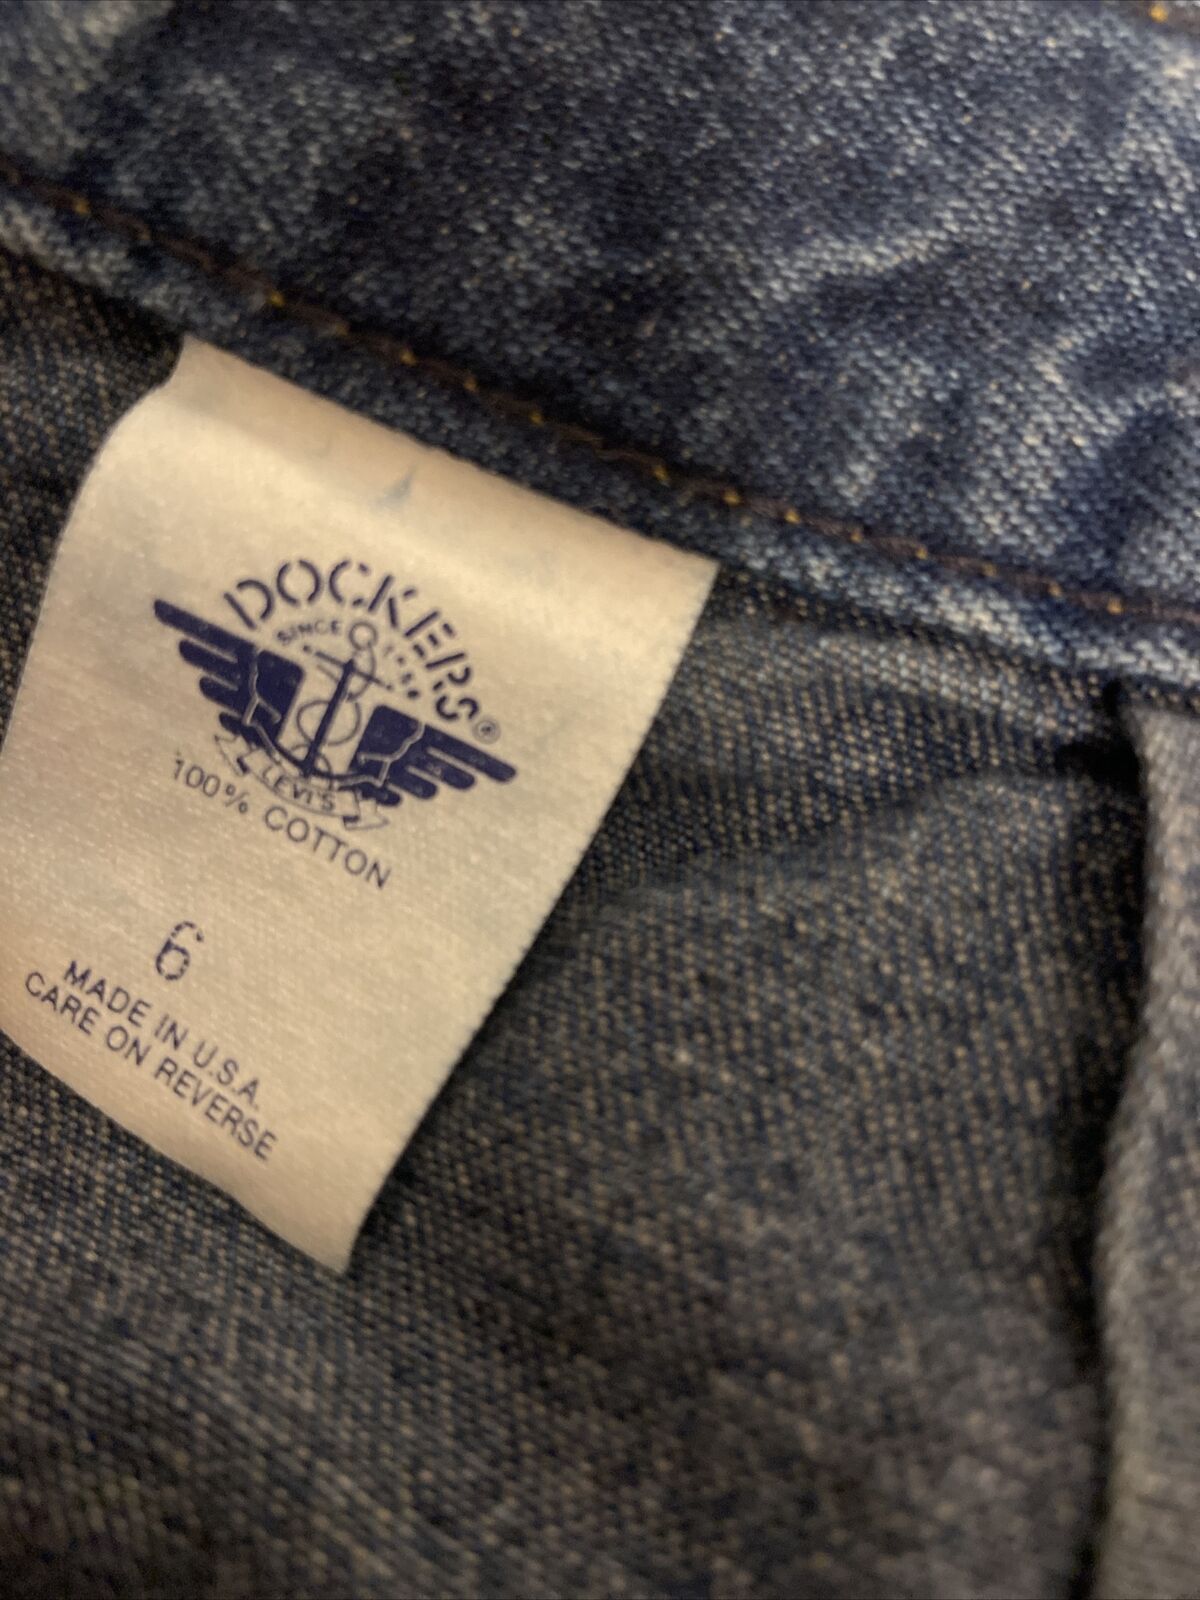 DOCKERS®
SINCE
LEVI'S
100% COTTON
6
MADE IN U.S.A.
CARE ON REVERSE